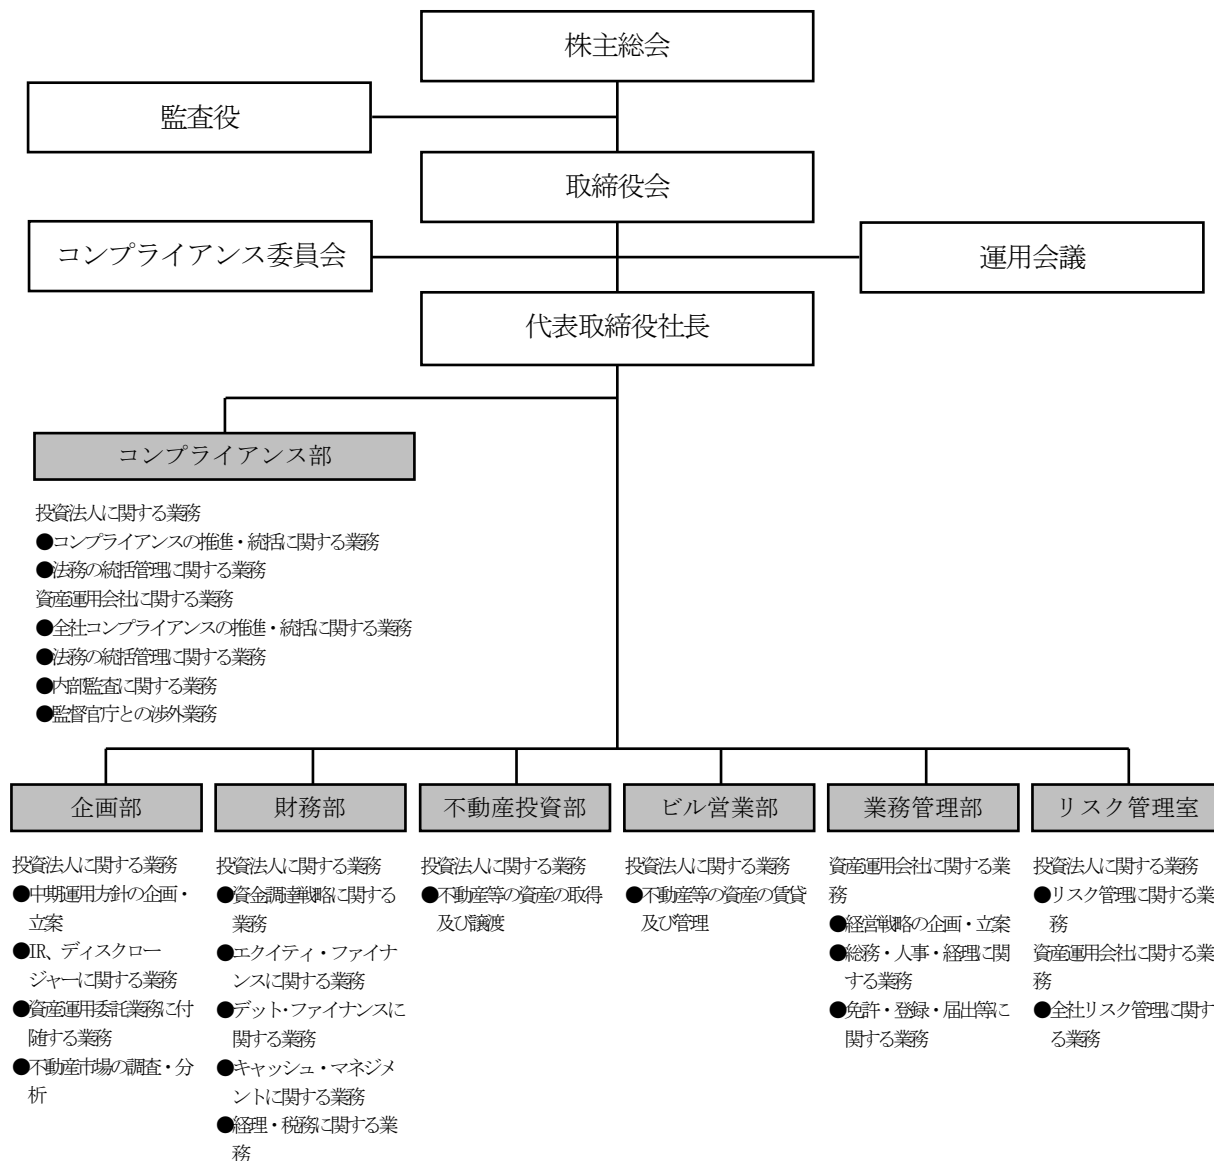 株主総会
監査役
取締役会
コンプライアンス委員会
運用会議
代表取締役社長
コンプライアンス部
投資法人に関する業務
●コンプライアンスの推進・統括に関する業務
●法務の統括管理に関する業務
資産運用会社に関する業務
●全社コンプライアンスの推進・統括に関する業務
●法務の統括管理に関する業務
●内部監査に関する業務
●監督官庁との渉外業務
企画部
投資法人に関する業務
●中期運用方針の企画・
立案
●IR、ディスクロー
ジャーに関する業務
●資産運用委託業務に付
随する業務
●不動産市場の調査・分
析
財務部
投資法人に関する業務
●資金調達戦略に関する
業務
●エクイティ・ファイナ
ンスに関する業務
●デット・ファイナンスに
関する業務
●キャッシュ・マネジメ
ントに関する業務
●経理・税務に関する業
務
不動産投資部
投資法人に関する業務
●不動産等の資産の取得
及び譲渡
ビル営業部
投資法人に関する業務
●不動産等の資産の賃貸
及び管理
業務管理部
資産運用会社に関する業
務
●経営戦略の企画・立案
●総務・人事・経理に関
する業務
●免許・登録・届出等に
関する業務
リスク管理室
投資法人に関する業務
●リスク管理に関する業
務
資産運用会社に関する業
務
●全社リスク管理に関す
る業務